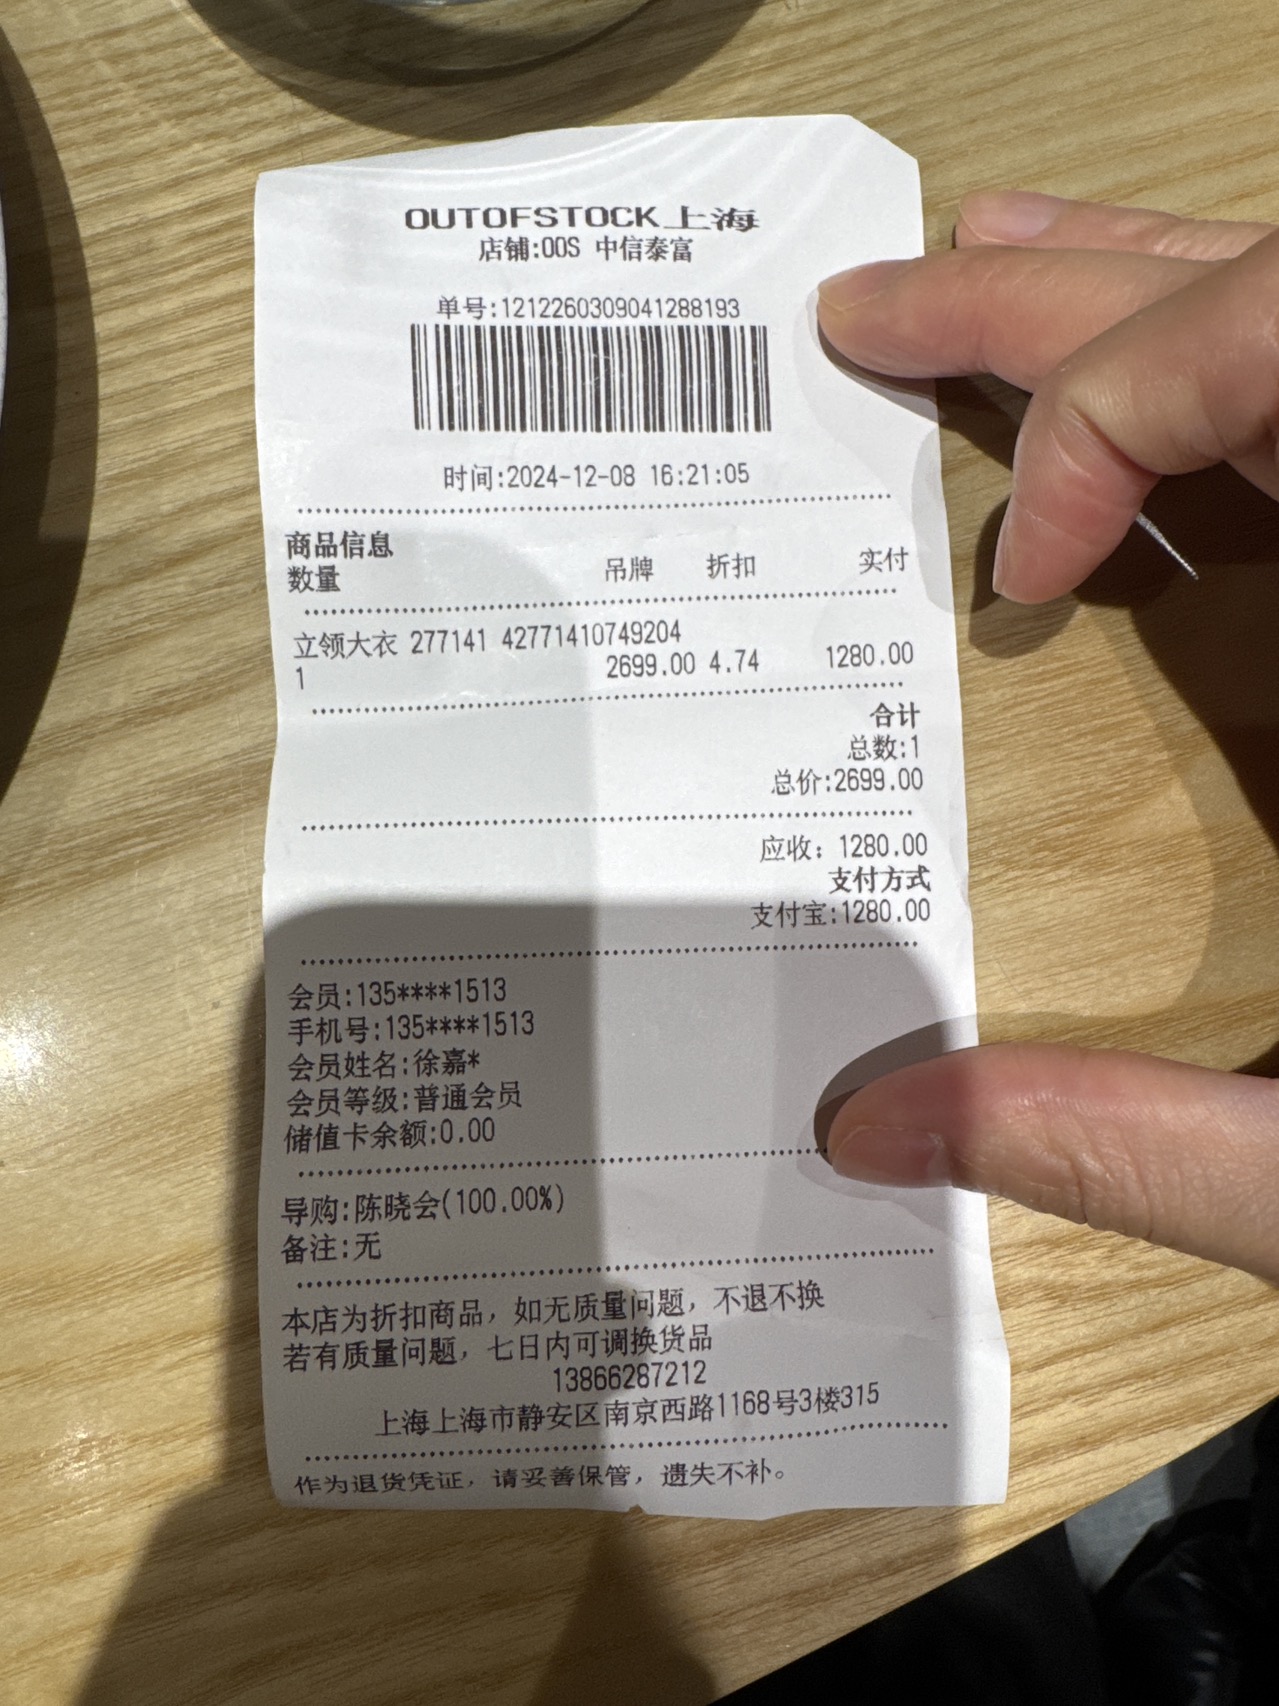 OUTOFSTOCK上海
店铺:OOS 中信泰富
单号:1212260309041288193
时间:2024-12-08 16:21:05
商品信息
数量 吊牌 折扣 实付
立领大衣 277141 42771410749204
1 2699.00 4.74 1280.00
合计
总数:1
总价:2699.00
应收: 1280.00
支付方式
支付宝:1280.00
会员:135****1513
手机号:135****1513
会员姓名:徐嘉*
会员等级:普通会员
储值卡余额:0.00
导购:陈晓会(100.00%)
备注:无
本店为折扣商品，如无质量问题，不退不换
若有质量问题，七日内可调换货品
13866287212
上海上海市静安区南京西路1168号3楼315
作为退货凭证，请妥善保管，遗失不补。